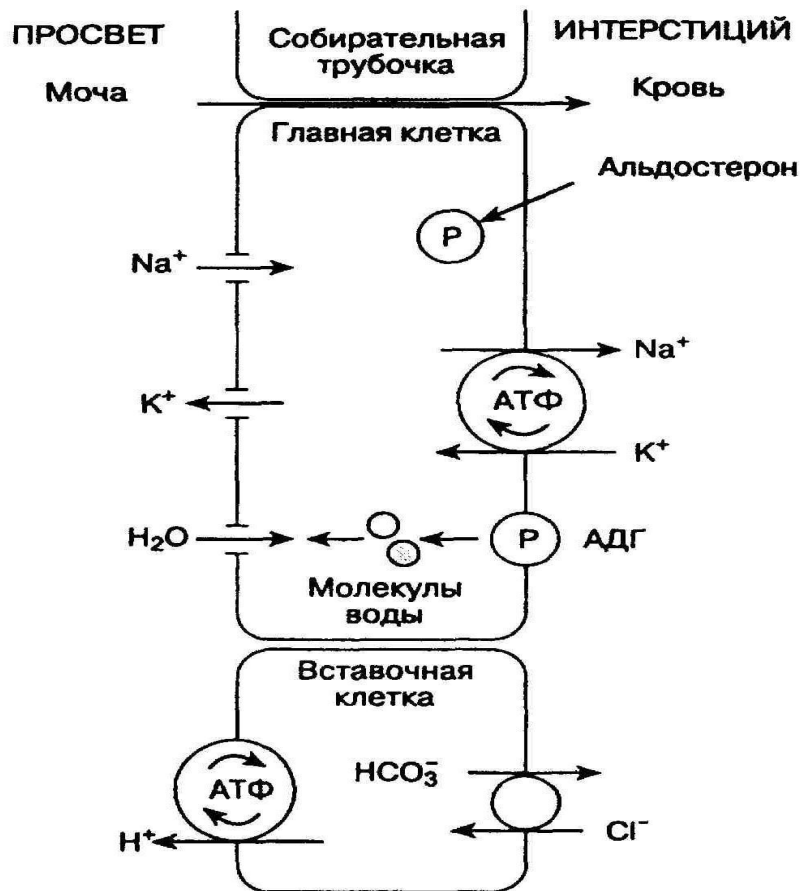 ПРОСВЕТ
Собирательная
трубочка
ИНТЕРСТИЦИЙ
Моча
Кровь
Главная клетка
Альдостерон
P
Na⁺
Na⁺
АТФ
K⁺
K⁺
H₂O
P
АДГ
Молекулы
воды
Вставочная
клетка
HCO₃⁻
АТФ
H⁺
Cl⁻